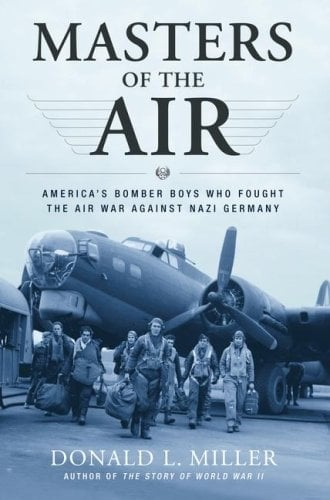 MASTERS
OF THE
AIR
AMERICA'S BOMBER BOYS WHO FOUGHT
THE AIR WAR AGAINST NAZI GERMANY
DONALD L. MILLER
AUTHOR OF THE STORY OF WORLD WAR II